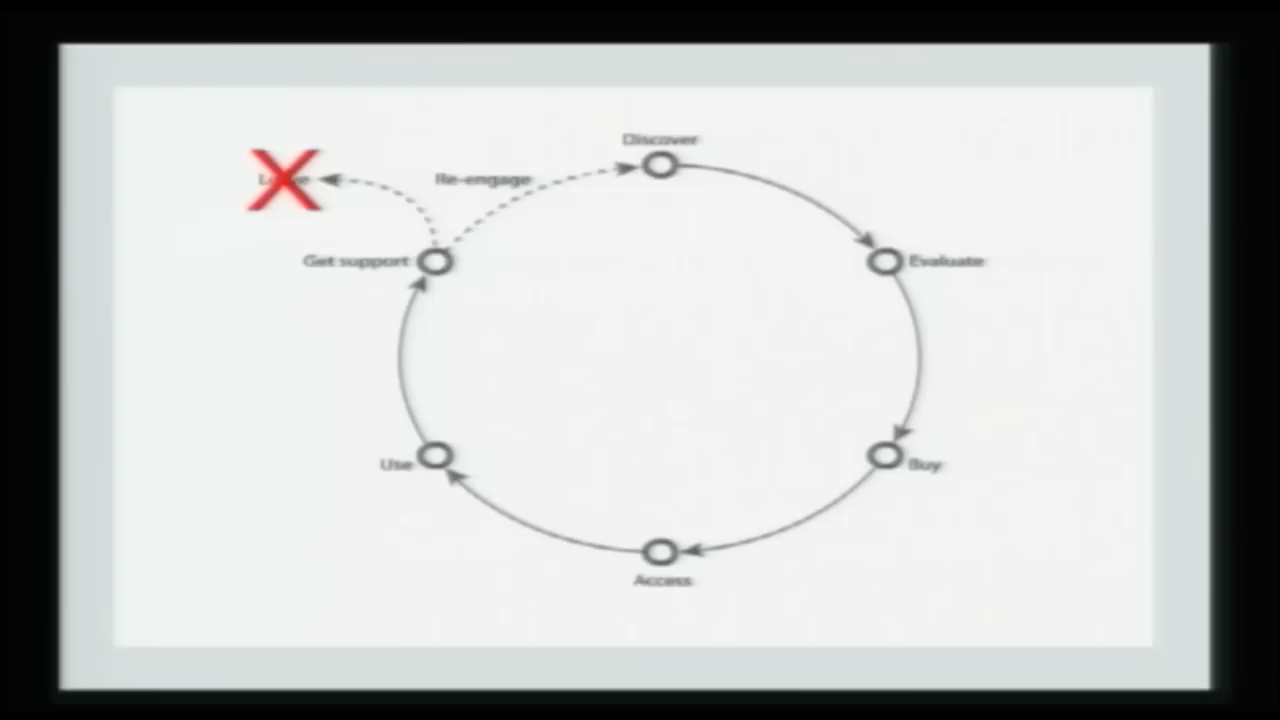 Discover
Re-engage
Get support
Evaluate
Use
Buy
Access